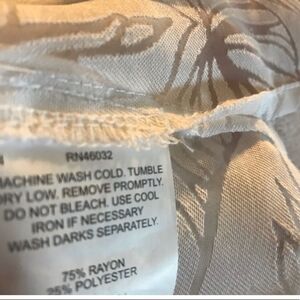 RN46032
MACHINE WASH COLD. TUMBLE
DRY LOW. REMOVE PROMPTLY.
DO NOT BLEACH. USE COOL
IRON IF NECESSARY
WASH DARKS SEPARATELY.
75% RAYON
25% POLYESTER